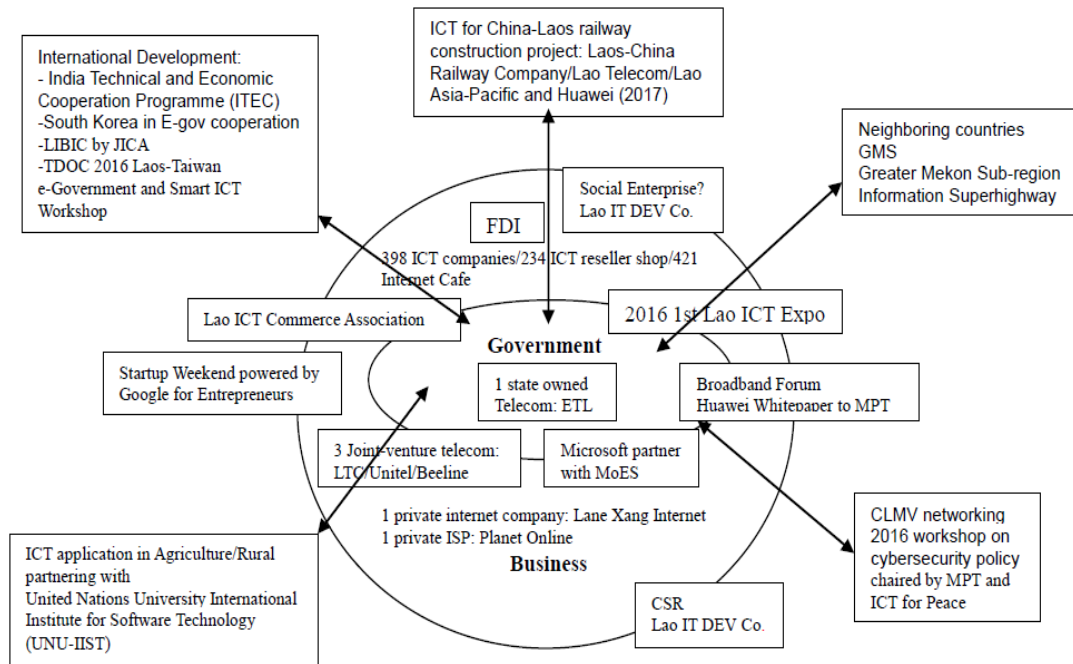 ICT for China-Laos railway
construction project: Laos-China
Railway Company/Lao Telecom/Lao
Asia-Pacific and Huawei (2017)
International Development:
- India Technical and Economic
Cooperation Programme (ITEC)
-South Korea in E-gov cooperation
-LIBIC by JICA
-TDOC 2016 Laos-Taiwan
e-Government and Smart ICT
Workshop
Neighboring countries
GMS
Greater Mekon Sub-region
Information Superhighway
Social Enterprise?
Lao IT DEV Co.
FDI
398 ICT companies/234 ICT reseller shop/421
Internet Cafe
Lao ICT Commerce Association
2016 1st Lao ICT Expo
Government
Startup Weekend powered by
Google for Entrepreneurs
1 state owned
Telecom: ETL
Broadband Forum
Huawei Whitepaper to MPT
3 Joint-venture telecom:
LTC/Unitel/Beeline
Microsoft partner
with MoES
1 private internet company: Lane Xang Internet
1 private ISP: Planet Online
Business
CLMV networking
2016 workshop on
cybersecurity policy
chaired by MPT and
ICT for Peace
ICT application in Agriculture/Rural
partnering with
United Nations University International
Institute for Software Technology
(UNU-IIST)
CSR
Lao IT DEV Co.